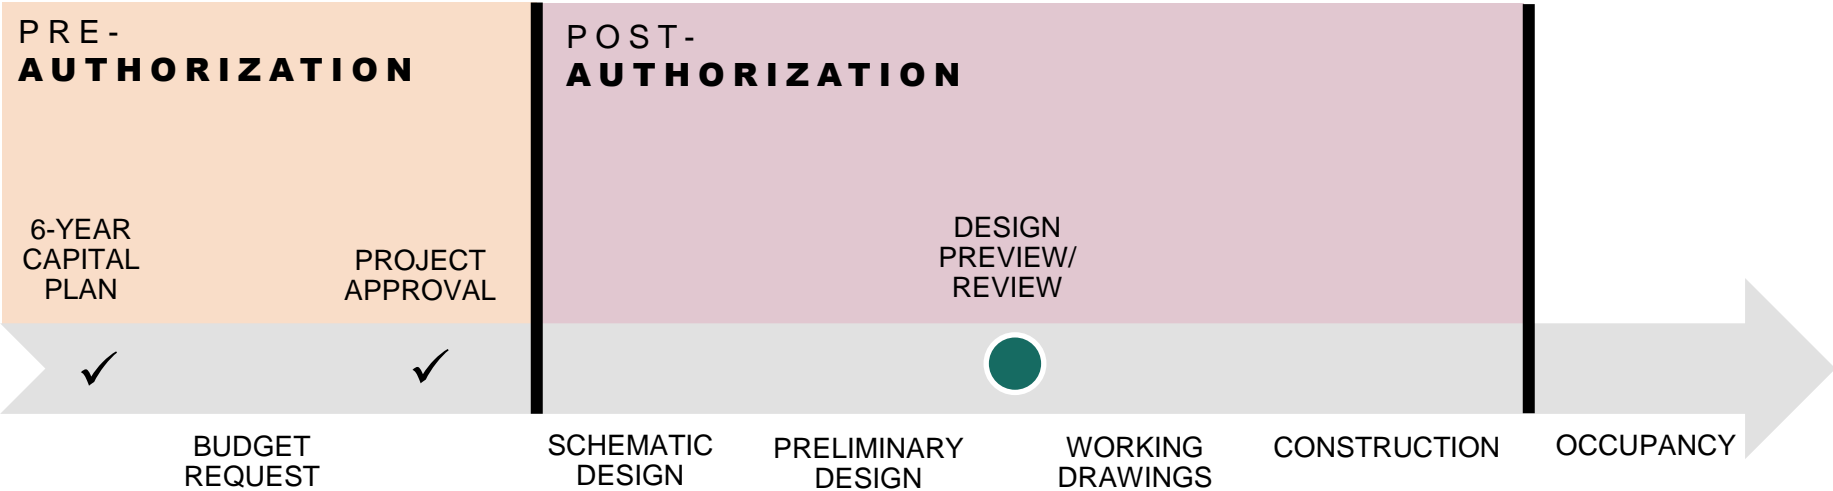 PRE-
AUTHORIZATION
POST-
AUTHORIZATION
6-YEAR
CAPITAL
PLAN
PROJECT
APPROVAL
DESIGN
PREVIEW/
REVIEW
BUDGET
REQUEST
SCHEMATIC
DESIGN
PRELIMINARY
DESIGN
WORKING
DRAWINGS
CONSTRUCTION
OCCUPANCY